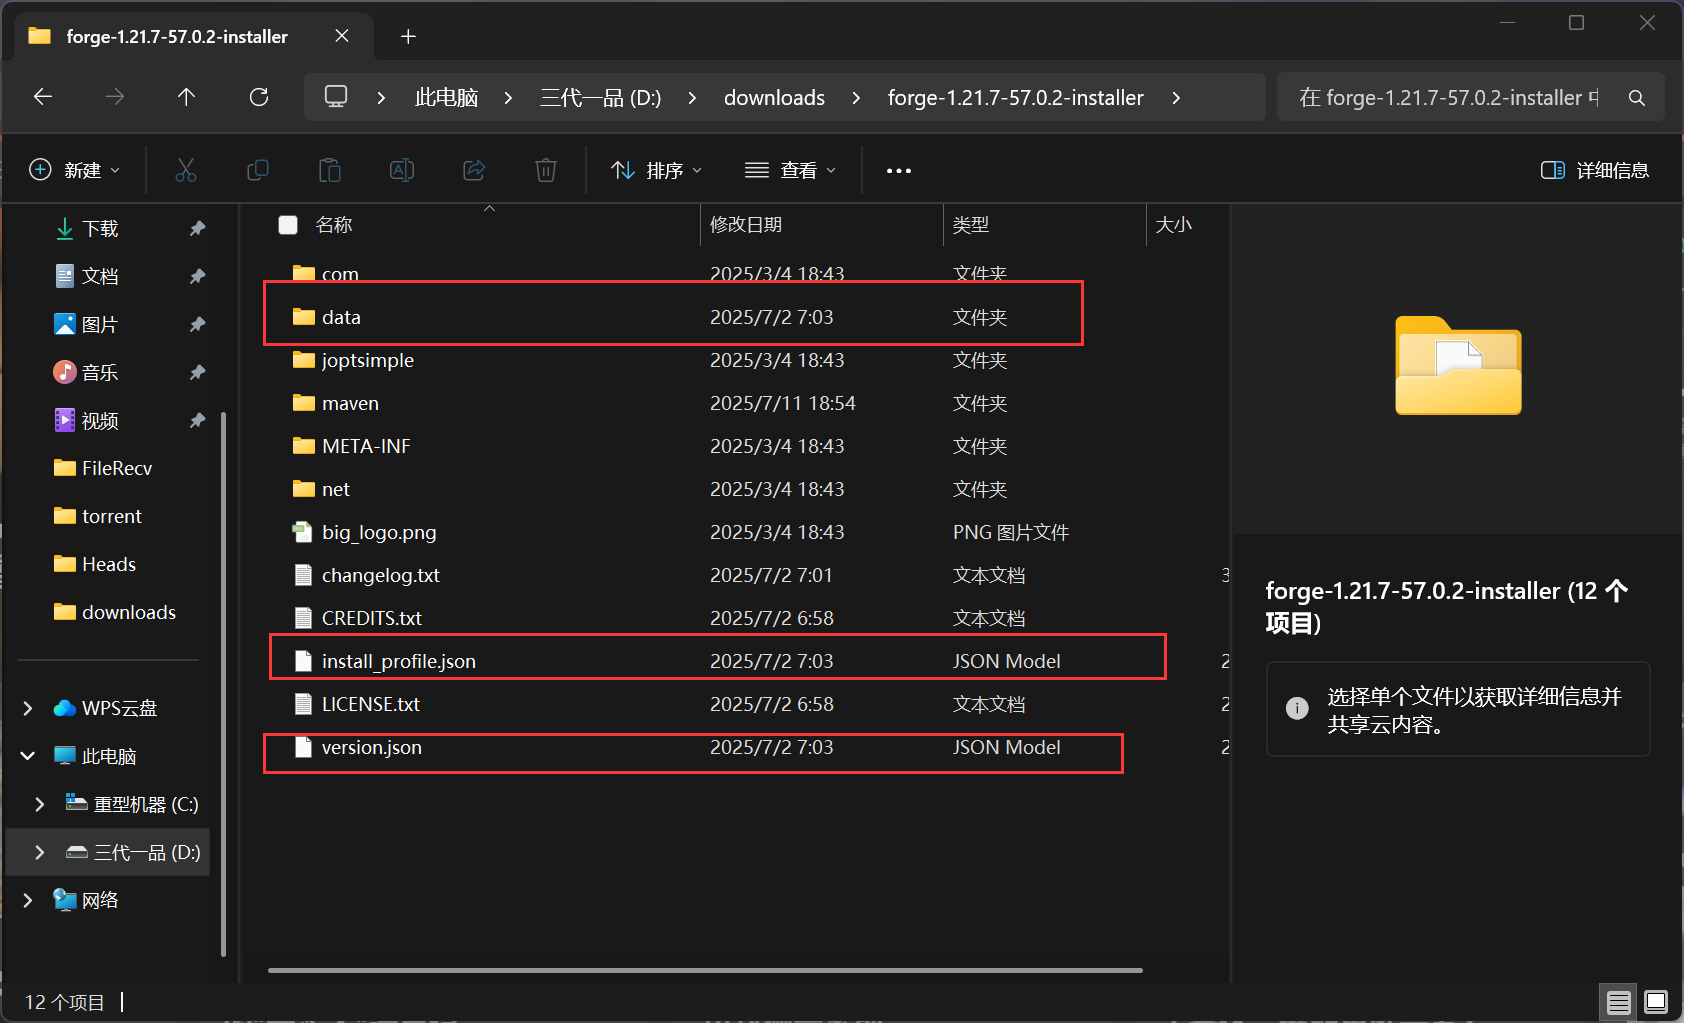 forge-1.21.7-57.0.2-installer
此电脑 三代一品 (D:) downloads forge-1.21.7-57.0.2-installer
在 forge-1.21.7-57.0.2-installer 中
新建 排序 查看 详细信息
下载
文档
图片
音乐
视频
FileRecv
torrent
Heads
downloads
WPS云盘
此电脑
重型机器 (C:)
三代一品 (D:)
网络
名称 修改日期 类型 大小
com 2025/3/4 18:43 文件夹
data 2025/7/2 7:03 文件夹
joptsimple 2025/3/4 18:43 文件夹
maven 2025/7/11 18:54 文件夹
META-INF 2025/3/4 18:43 文件夹
net 2025/3/4 18:43 文件夹
big_logo.png 2025/3/4 18:43 PNG 图片文件
changelog.txt 2025/7/2 7:01 文本文档 3
CREDITS.txt 2025/7/2 6:58 文本文档
install_profile.json 2025/7/2 7:03 JSON Model 2
LICENSE.txt 2025/7/2 6:58 文本文档 2
version.json 2025/7/2 7:03 JSON Model 2
forge-1.21.7-57.0.2-installer (12 个
项目)
选择单个文件以获取详细信息并
共享云内容。
12 个项目